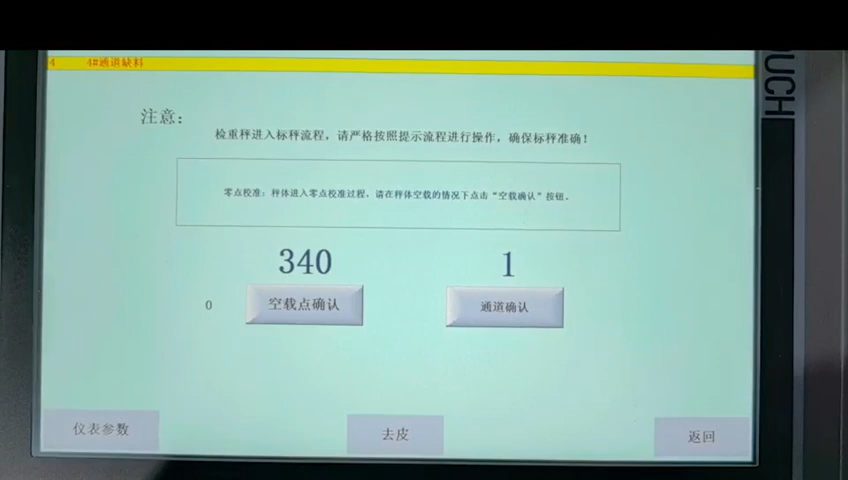 4 4#通道缺料
注意：
检重秤进入标秤流程，请严格按照提示流程进行操作，确保标秤准确！
零点校准：秤体进入零点校准过程，请在秤体空载的情况下点击“空载确认”按钮。
340 1
0 空载点确认 通道确认
仪表参数 去皮 返回
OUCH